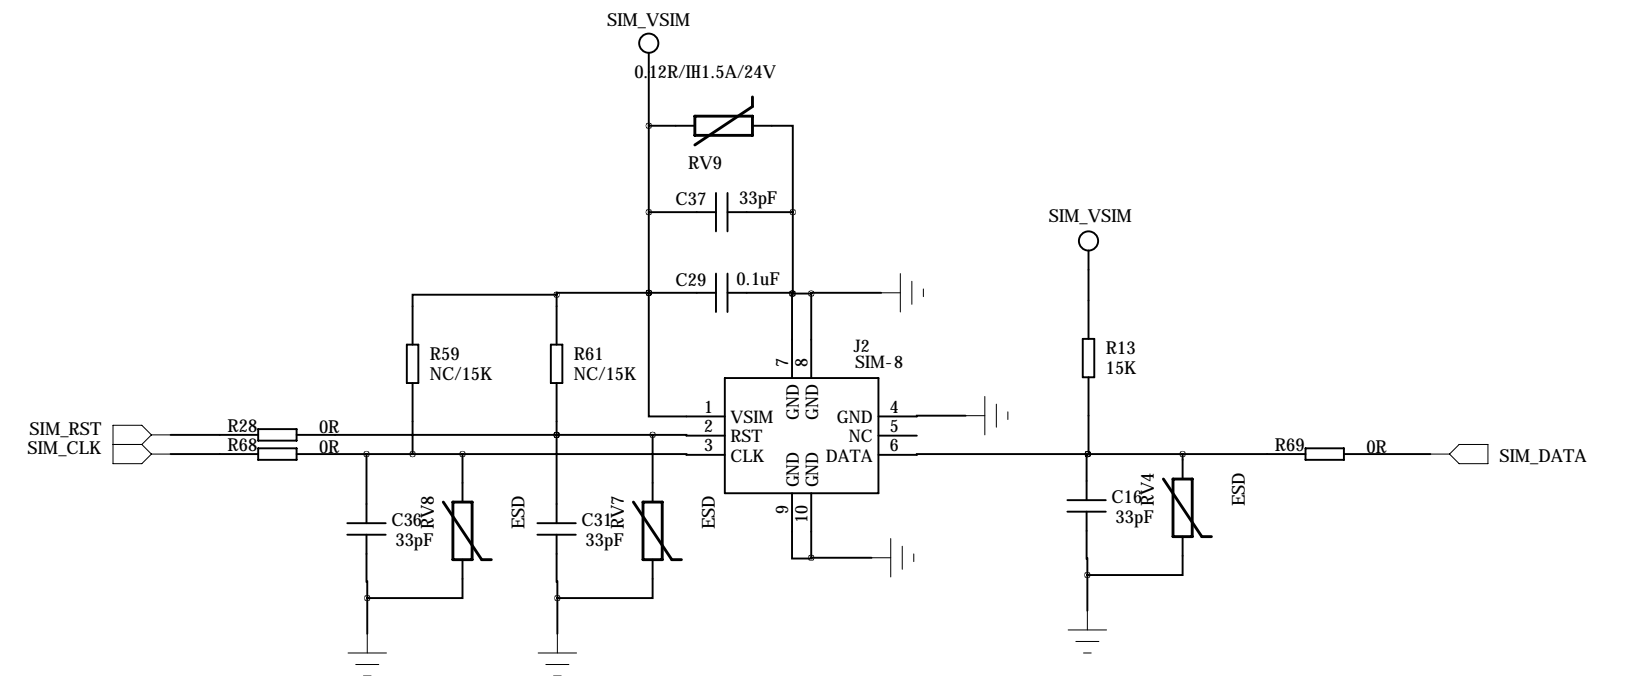 SIM_VSIM
0.12R/IH1.5A/24V
RV9
C37 33pF
SIM_VSIM
C29 0.1uF
R59
NC/15K
R61
NC/15K
J2
SIM-8
R13
15K
7 8
GND GND
1 VSIM
2 RST
3 CLK
GND 4
NC 5
DATA 6
GND GND
9 10
SIM_RST
SIM_CLK
R28 0R
R68 0R
R69 0R
SIM_DATA
C36
33pF
RV8
ESD
C31
33pF
RV7
ESD
C16
33pF
RV4
ESD